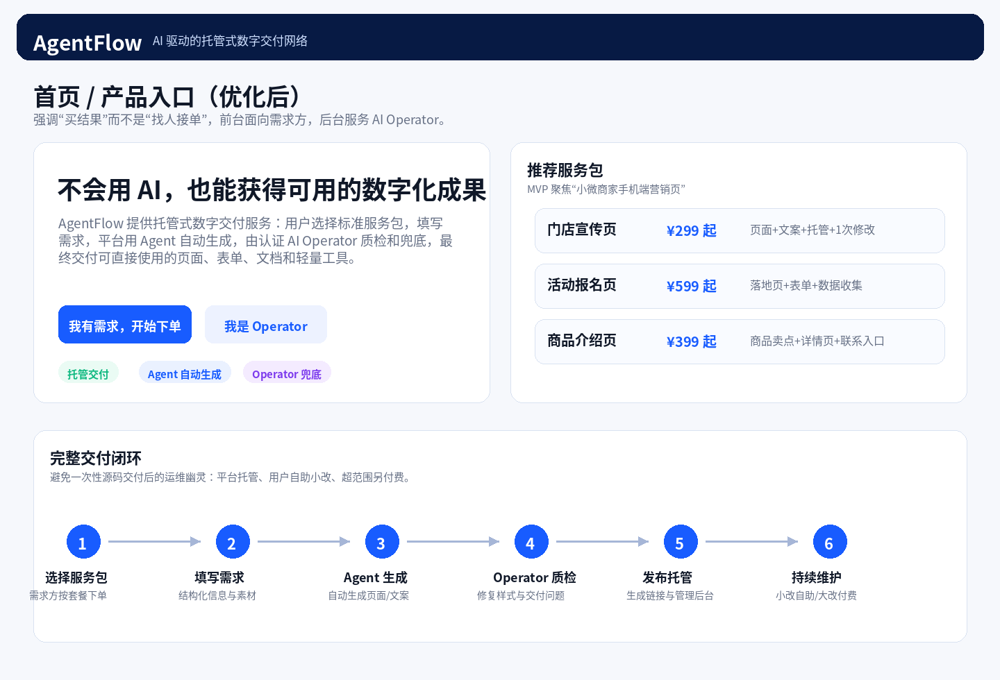 AgentFlow AI 驱动的托管式数字交付网络
首页 / 产品入口（优化后）
强调“买结果”而不是“找人接单”，前台面向需求方，后台服务 AI Operator。
不会用 AI，也能获得可用的数字化成果
AgentFlow 提供托管式数字交付服务：用户选择标准服务包，填写
需求，平台用 Agent 自动生成，由认证 AI Operator 质检和兜底，最
终交付可直接使用的页面、表单、文档和轻量工具。
我有需求，开始下单
我是 Operator
托管交付
Agent 自动生成
Operator 兜底
推荐服务包
MVP 聚焦“小微商家手机端营销页”
门店宣传页 ¥299 起 页面+文案+托管+1次修改
活动报名页 ¥599 起 落地页+表单+数据收集
商品介绍页 ¥399 起 商品卖点+详情页+联系入口
完整交付闭环
避免一次性源码交付后的运维幽灵：平台托管、用户自助小改、超范围另付费。
1
选择服务包
需求方按套餐下单
2
填写需求
结构化信息与素材
3
Agent 生成
自动生成页面/文案
4
Operator 质检
修复样式与交付问题
5
发布托管
生成链接与管理后台
6
持续维护
小改自助/大改付费